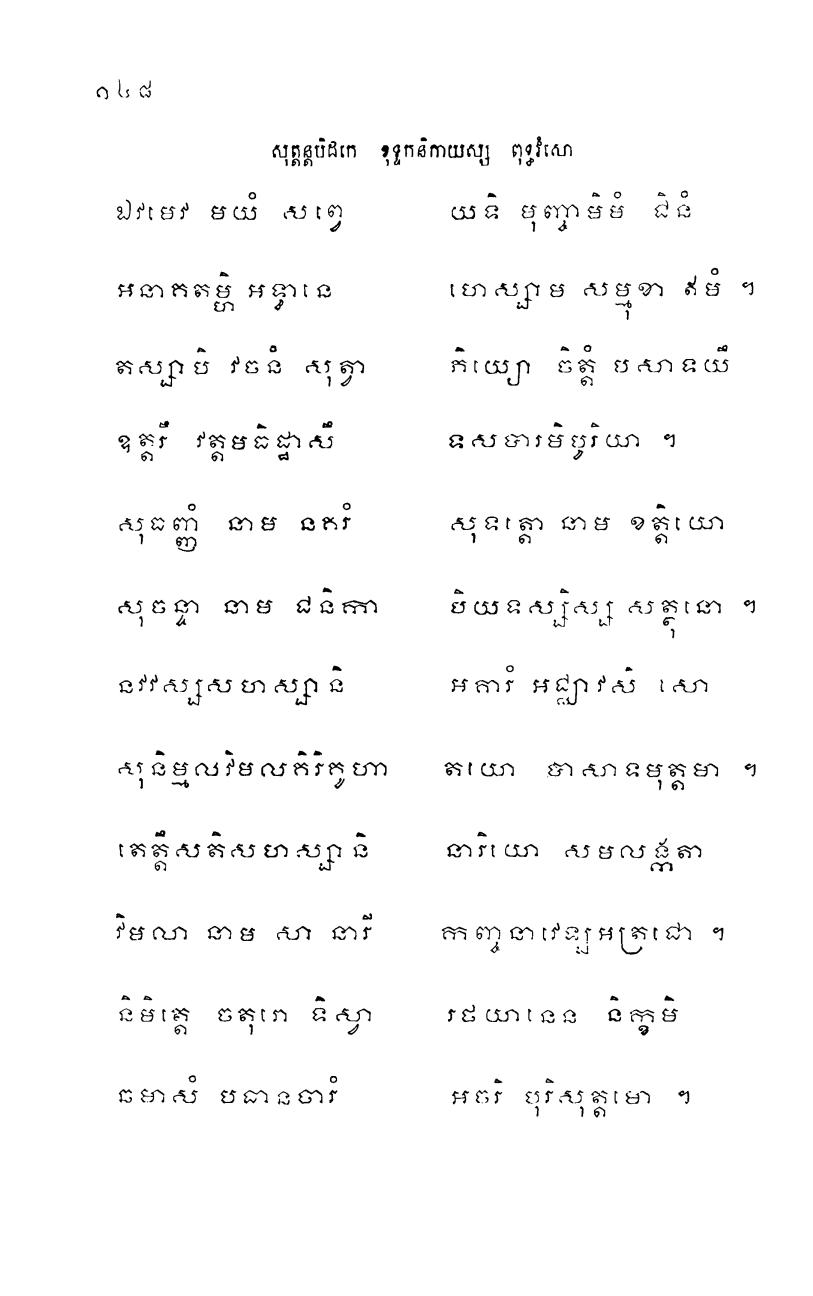 ១៤៨
សុត្តន្តបិដកេ ខុទ្ទកនិកាយស្ស ពុទ្ធវំសោ
ឯវមេវ មយំ សព្វេ យទិ មុញ្ចាមិមំ ជិនំ
អនាគតម្ហិ អទ្ធានេ ហេស្សាម សម្មុខា ឥមំ ។
តស្សាបិ វចនំ សុត្វា ភិយ្យោ ចិត្តំ បសាទយឹ
ឧត្តរឹ វត្តមធិដ្ឋាសឹ ទសបារមិបូរិយា ។
សុធញ្ញំ នាម នគរំ សុទត្តោ នាម ខត្តិយោ
សុចន្ទា នាម ជនិកា បិយទស្សិស្ស សត្ថុនោ ។
នវវស្សសហស្សានិ អគារំ អជ្ឈាវសិ សោ
សុនិម្មលវិមលគិរិគូហា តយោ បាសាទមុត្តមា ។
តេត្តឹសតិសហស្សានិ នារិយោ សមលង្កតា
វិមលា នាម សា នារី កញ្ចនាវេឡ្យអត្រជោ ។
និមិត្តេ ចតុរោ ទិស្វា រថយានេន និក្ខមិ
ឆមាសំ បធានចារំ អចរិ បុរិសុត្តមោ ។